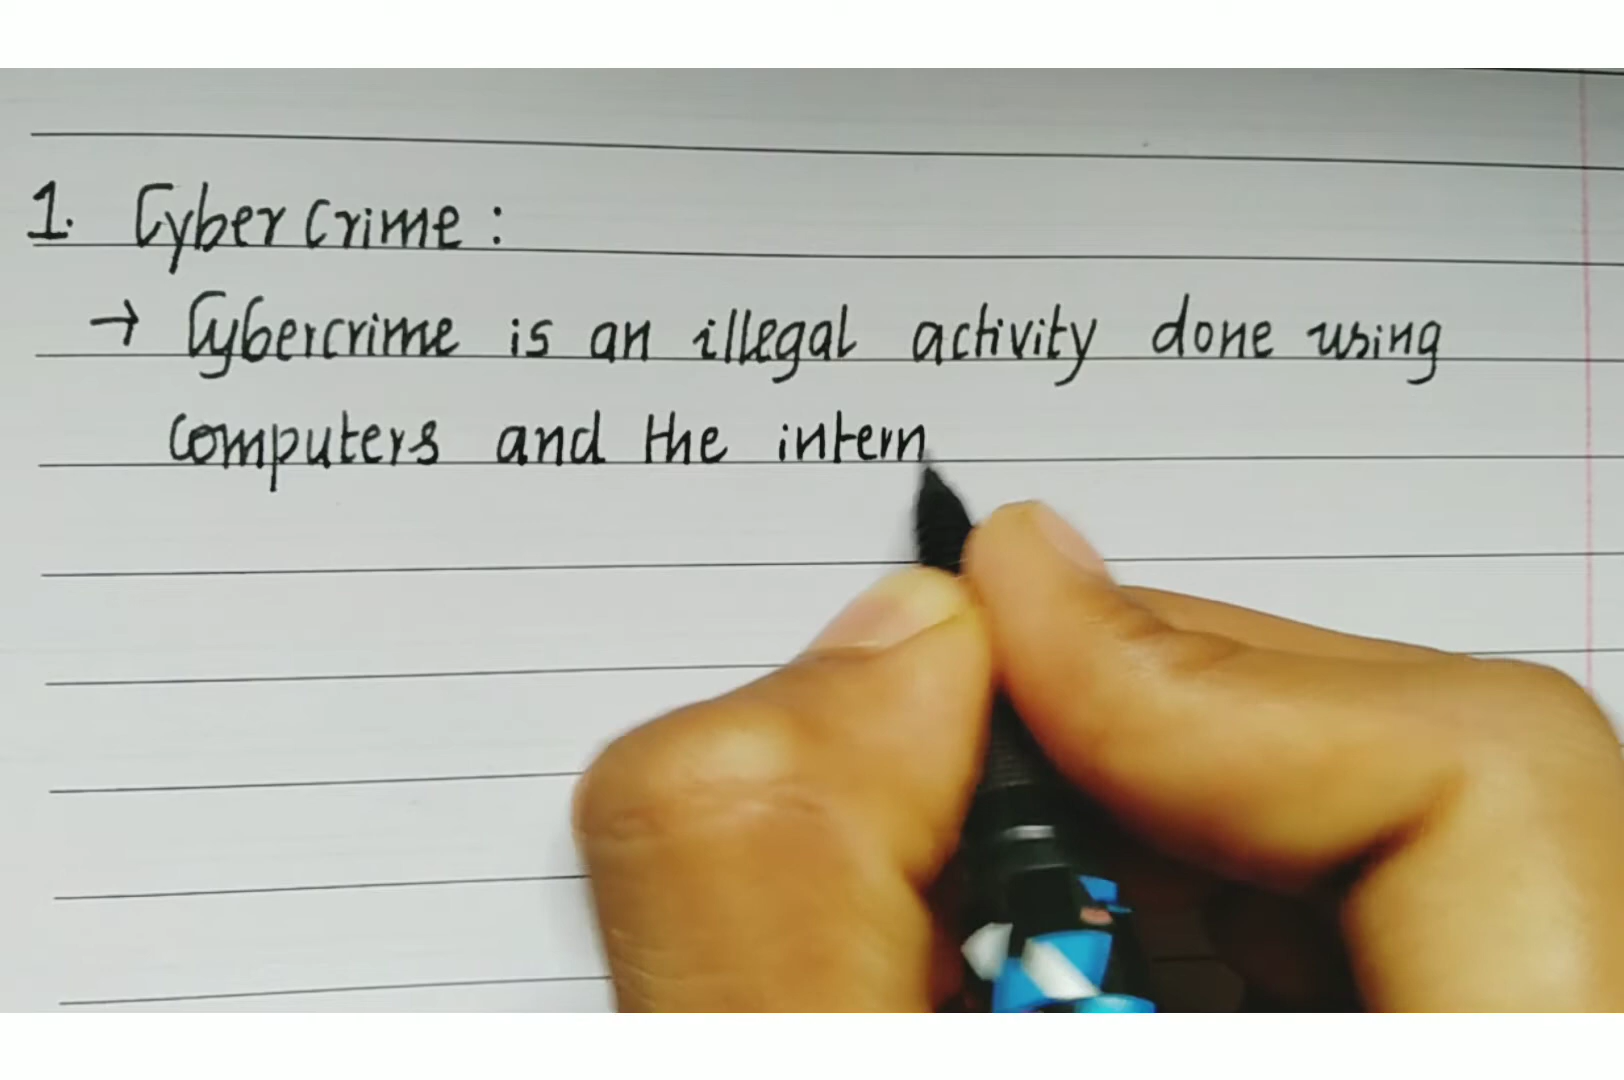 1. Cyber Crime :
→ Cybercrime is an illegal activity done using
computers and the intern